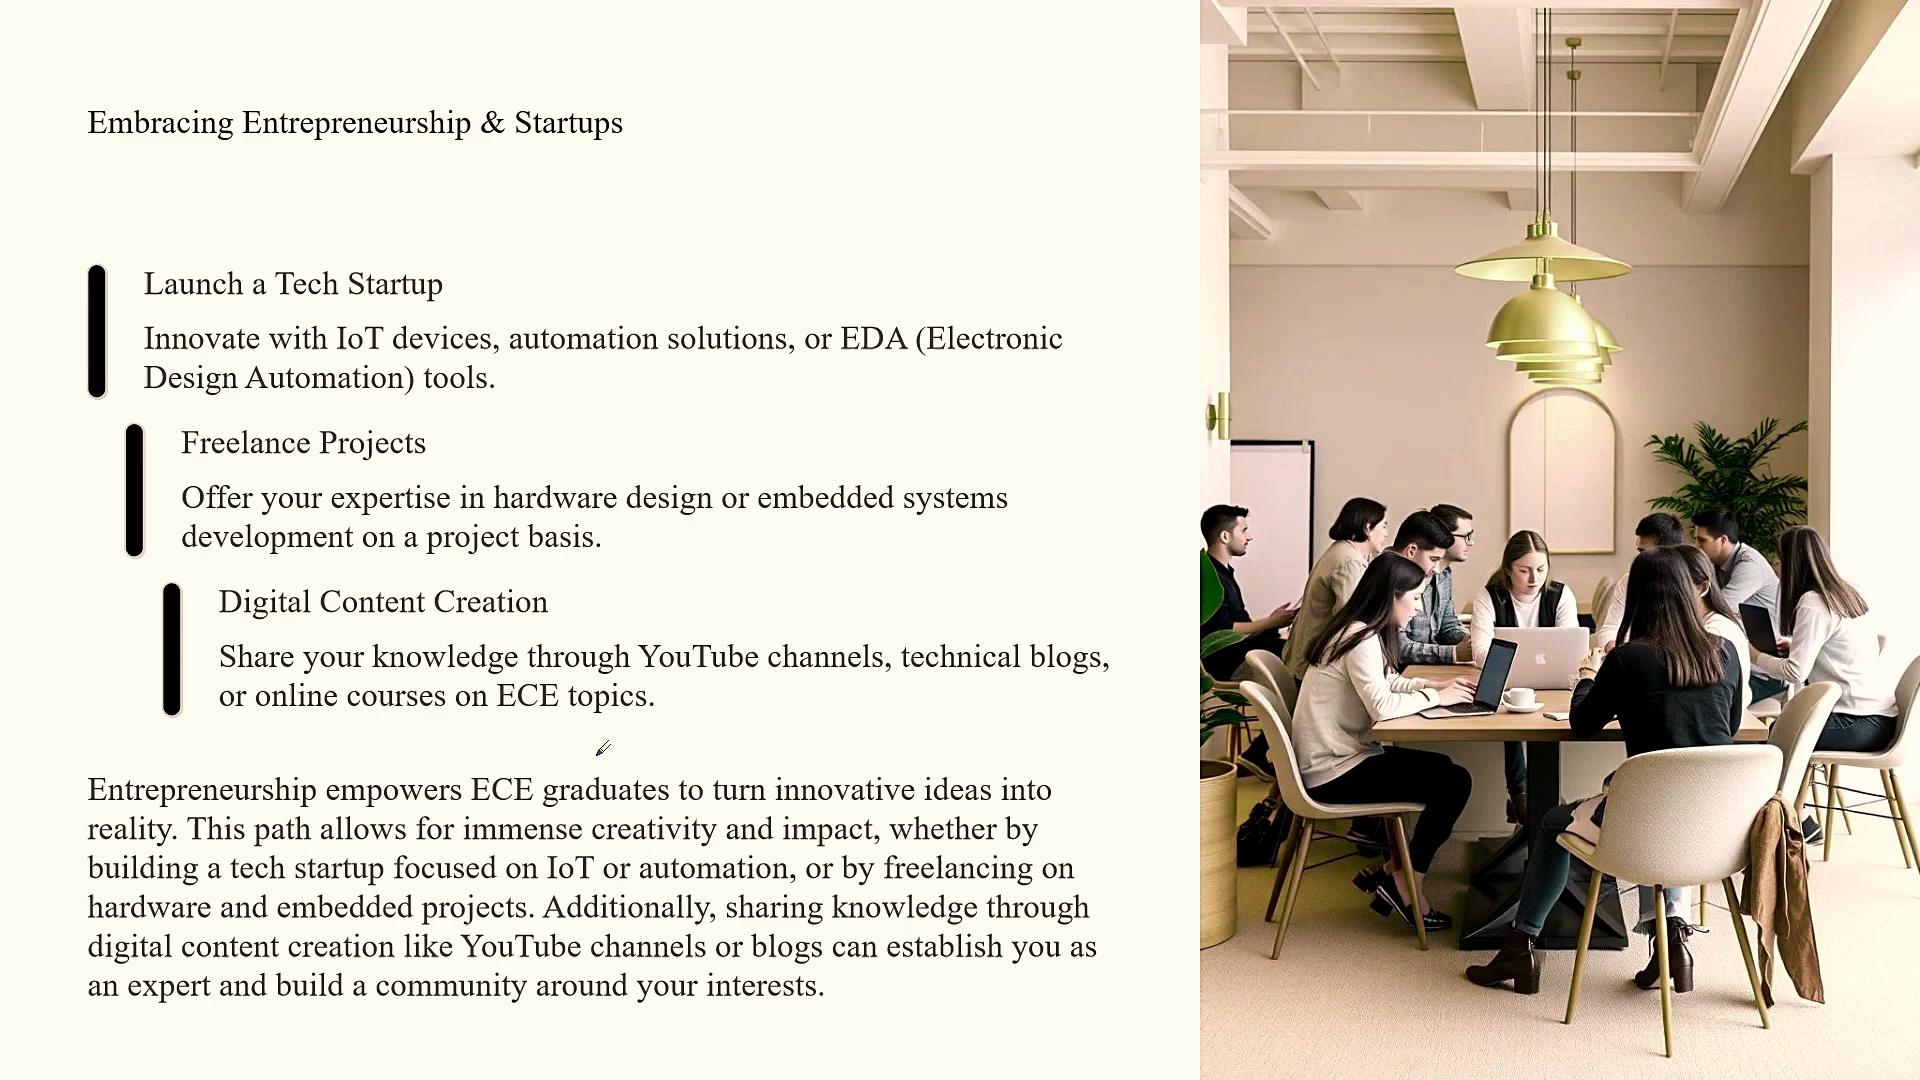 Embracing Entrepreneurship & Startups
Launch a Tech Startup
Innovate with IoT devices, automation solutions, or EDA (Electronic
Design Automation) tools.
Freelance Projects
Offer your expertise in hardware design or embedded systems
development on a project basis.
Digital Content Creation
Share your knowledge through YouTube channels, technical blogs,
or online courses on ECE topics.
Entrepreneurship empowers ECE graduates to turn innovative ideas into
reality. This path allows for immense creativity and impact, whether by
building a tech startup focused on IoT or automation, or by freelancing on
hardware and embedded projects. Additionally, sharing knowledge through
digital content creation like YouTube channels or blogs can establish you as
an expert and build a community around your interests.